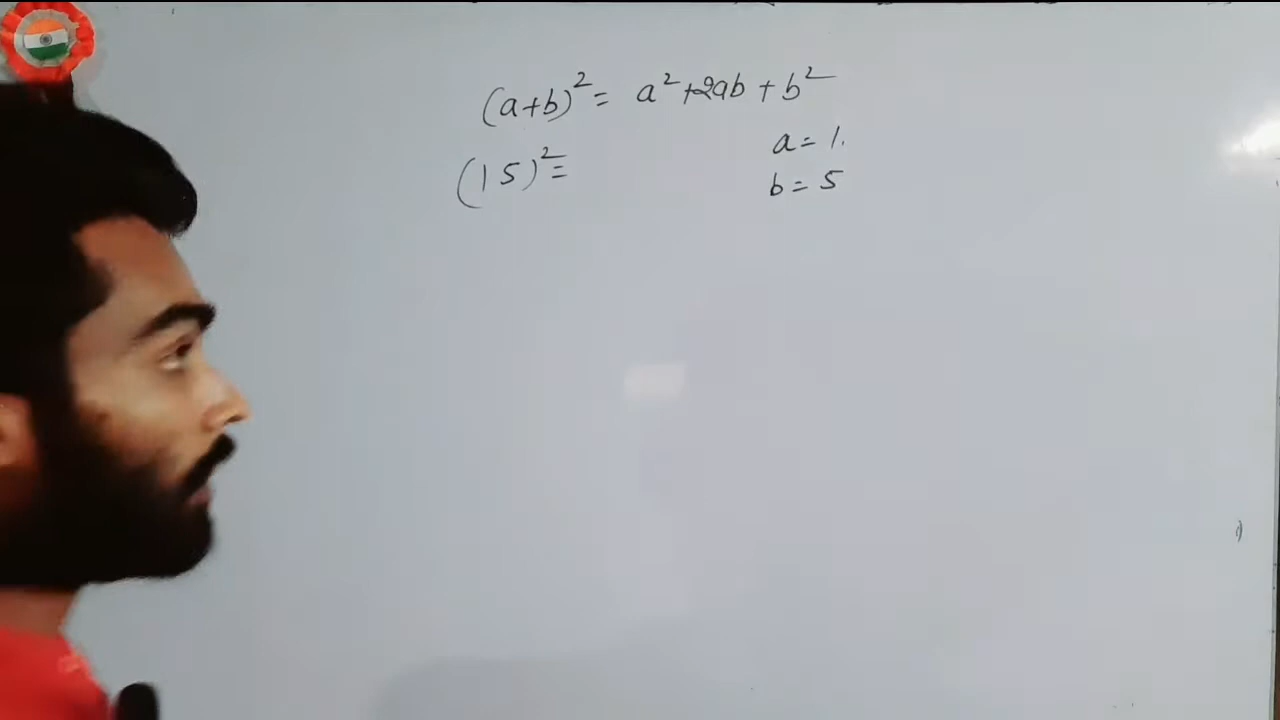 (a+b)² = a²+2ab+b²
a = 1.
(15)² =
b = 5